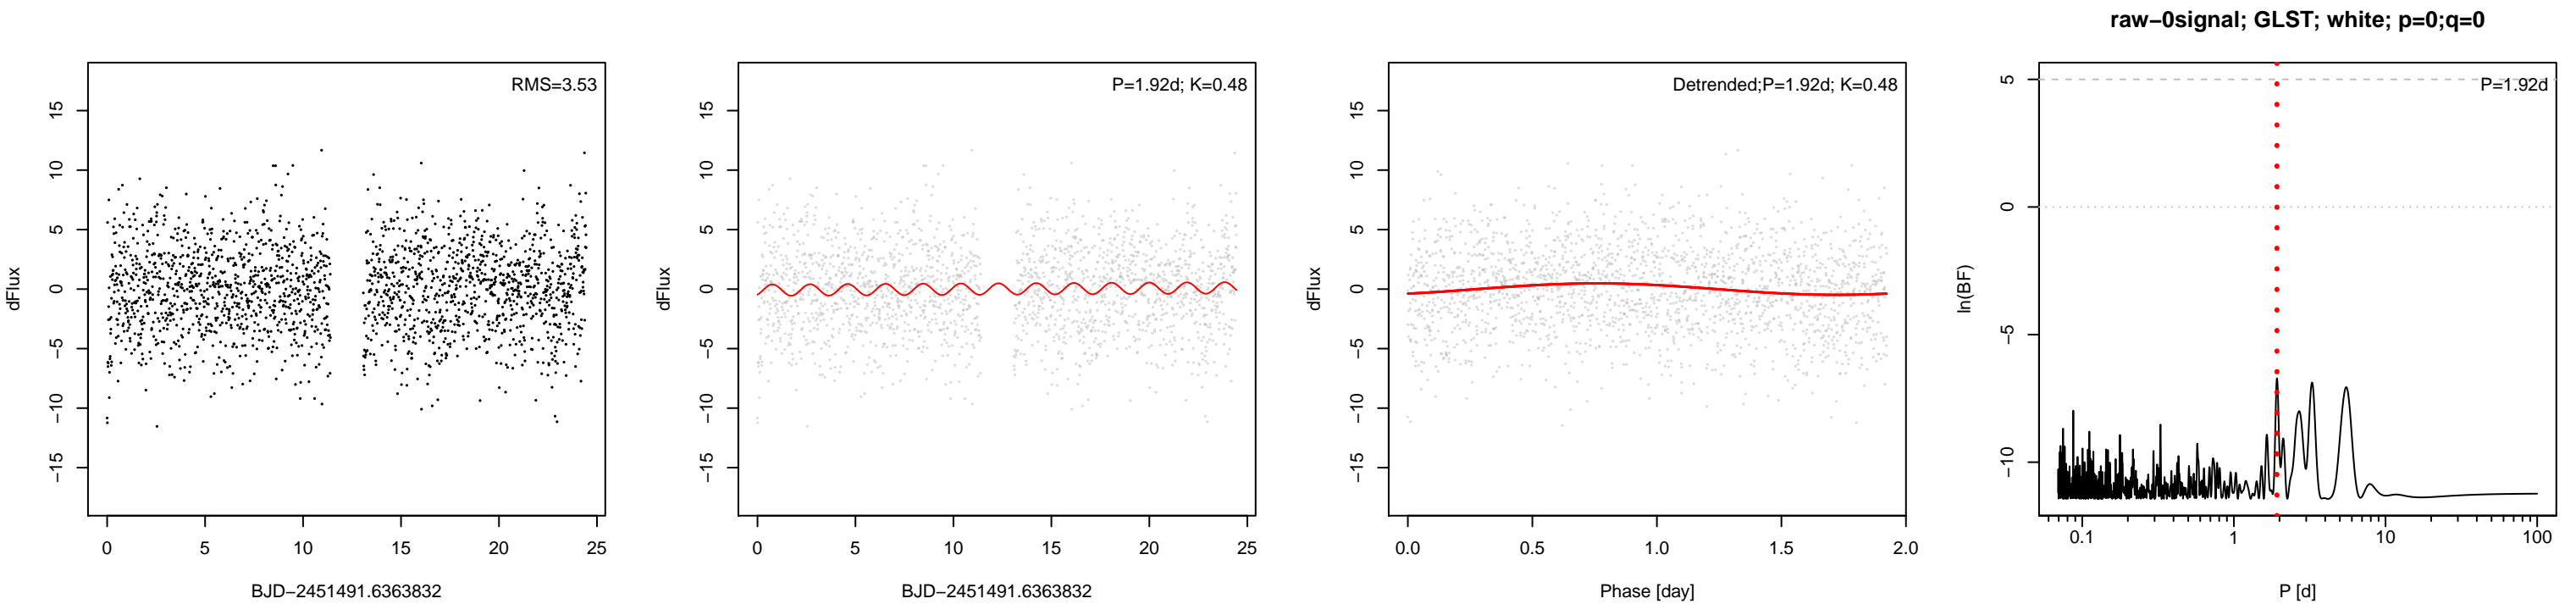 raw−0signal; GLST; white; p=0;q=0
RMS=3.53
dFlux
15
10
5
0
−5
−10
−15
0 5 10 15 20 25
BJD−2451491.6363832
P=1.92d; K=0.48
dFlux
15
10
5
0
−5
−10
−15
0 5 10 15 20 25
BJD−2451491.6363832
Detrended;P=1.92d; K=0.48
dFlux
15
10
5
0
−5
−10
−15
0.0 0.5 1.0 1.5 2.0
Phase [day]
P=1.92d
ln(BF)
5
0
−5
−10
0.1 1 10 100
P [d]